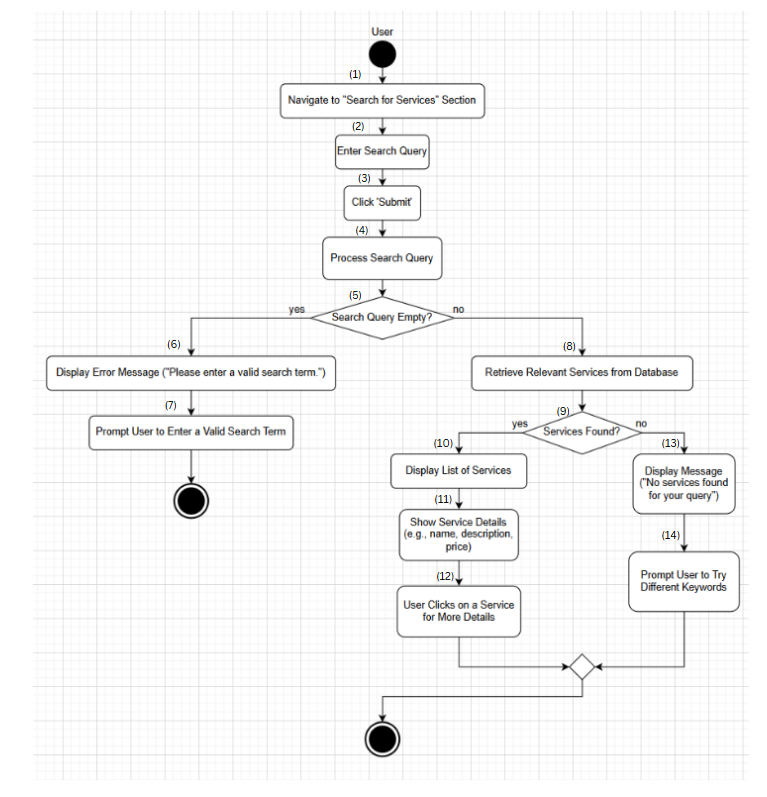 User
(1)
Navigate to "Search for Services" Section
(2)
Enter Search Query
(3)
Click 'Submit'
(4)
Process Search Query
(5)
yes
Search Query Empty?
no
(6)
Display Error Message ("Please enter a valid search term.")
(7)
Prompt User to Enter a Valid Search Term
(8)
Retrieve Relevant Services from Database
(9)
yes
Services Found?
no
(10)
Display List of Services
(11)
Show Service Details
(e.g., name, description,
price)
(12)
User Clicks on a Service
for More Details
(13)
Display Message
("No services found
for your query")
(14)
Prompt User to Try
Different Keywords